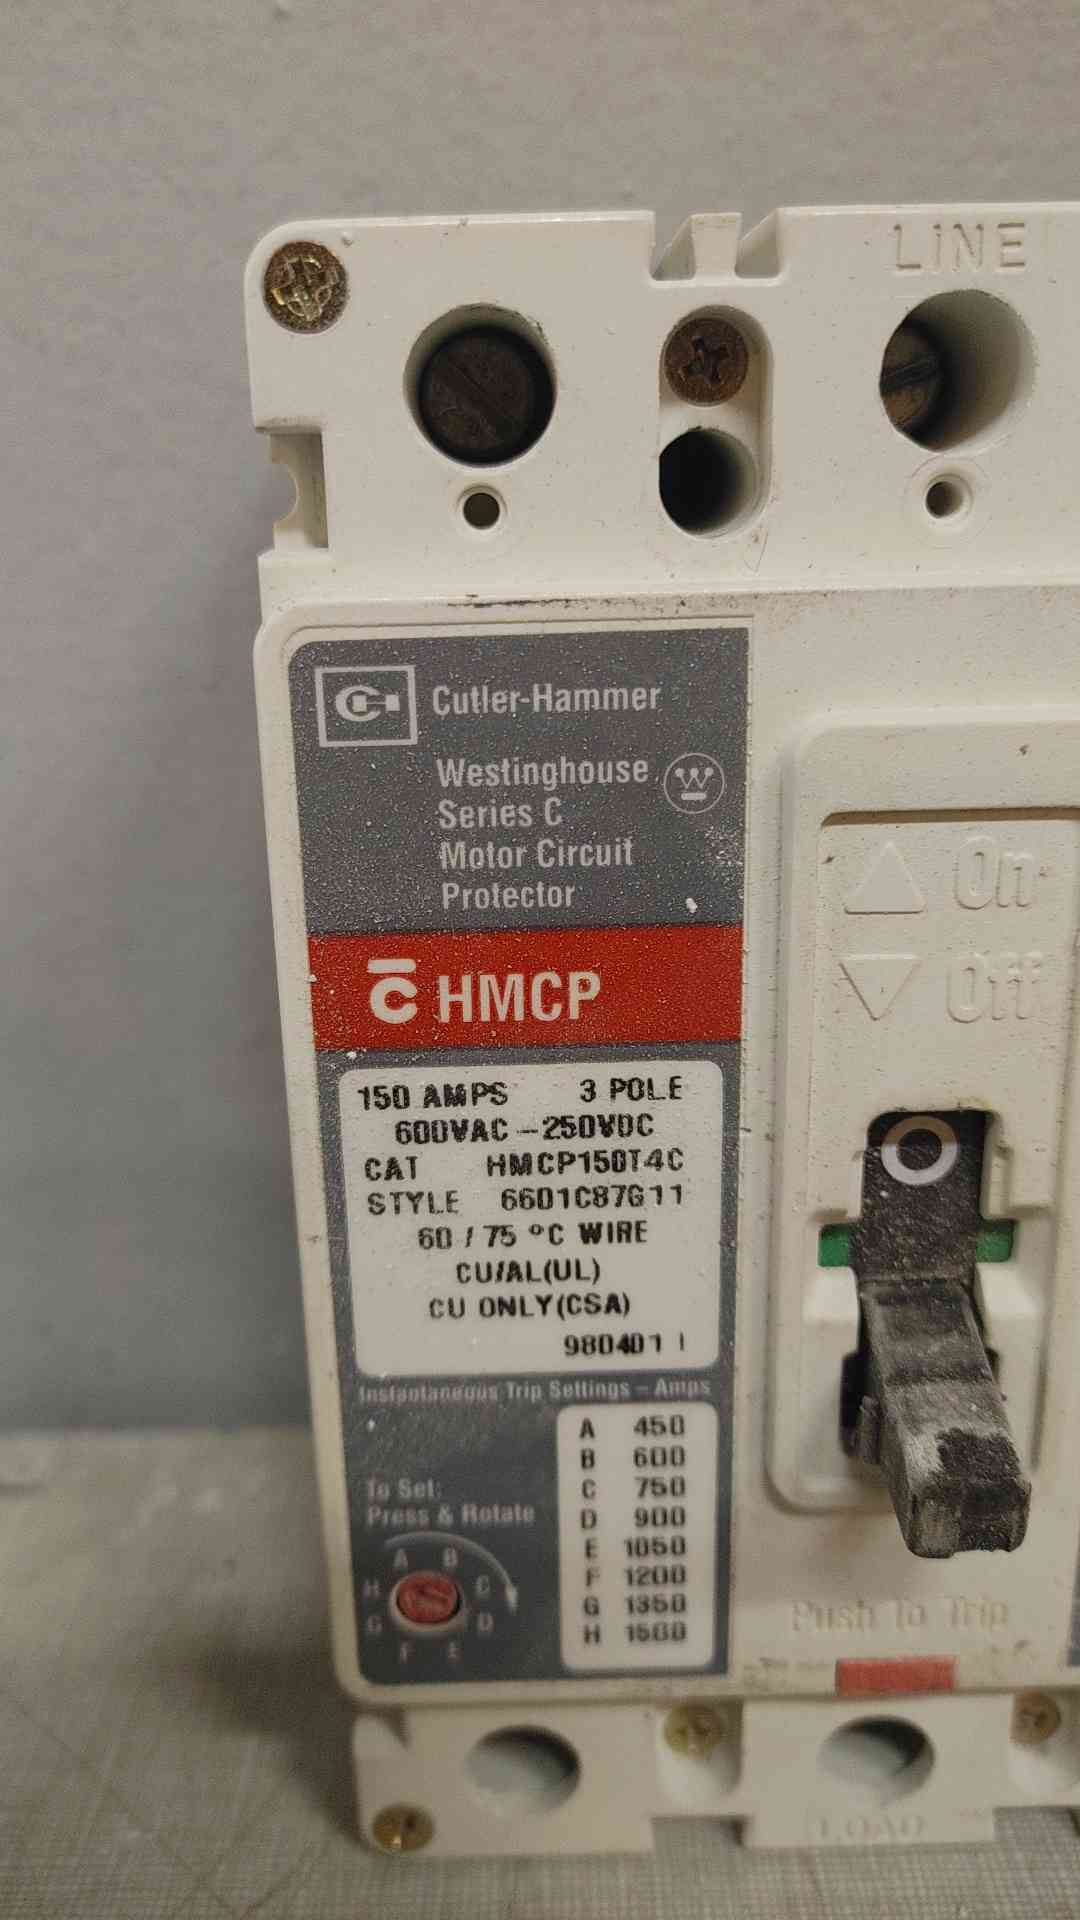 LINE
Cutler-Hammer
Westinghouse
Series C
Motor Circuit
Protector
HMCP
150 AMPS 3 POLE
600VAC - 250VDC
CAT HMCP150T4C
STYLE 6601C87G11
60 / 75 °C WIRE
CU/AL(UL)
CU ONLY(CSA)
980401 I
Instantaneous Trip Settings - Amps
A 450
B 600
C 750
D 900
E 1050
F 1200
G 1350
H 1500
To Set:
Press & Rotate
A B
H C
G D
F E
On
Off
O
Push To Trip
LOAD